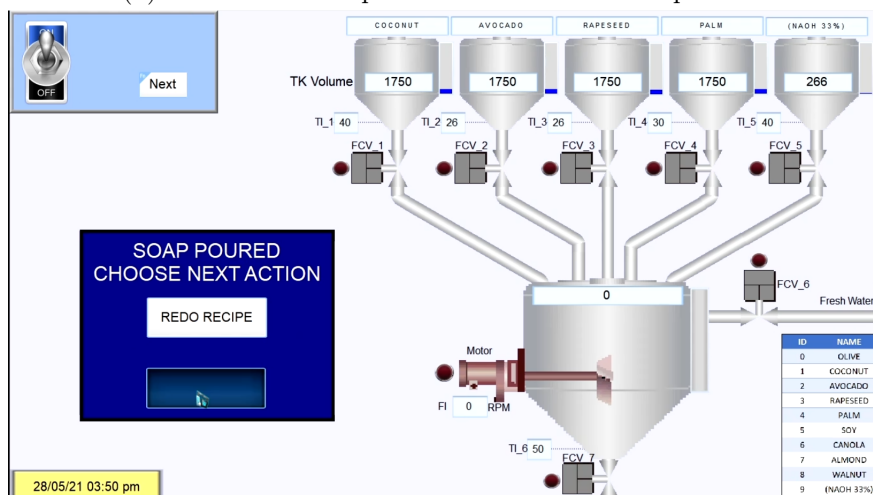 COCONUT AVOCADO RAPESEED PALM (NAOH 33%)
ON
OFF
Next
TK Volume 1750 1750 1750 1750 266
TI_1 40 TI_2 26 TI_3 26 TI_4 30 TI_5 40
FCV_1 FCV_2 FCV_3 FCV_4 FCV_5
SOAP POURED
CHOOSE NEXT ACTION
REDO RECIPE
0
FCV_6
Fresh Water
Motor
FI 0 RPM
TI_6 50
FCV_7
ID NAME
0 OLIVE
1 COCONUT
2 AVOCADO
3 RAPESEED
4 PALM
5 SOY
6 CANOLA
7 ALMOND
8 WALNUT
9 (NAOH 33%)
28/05/21 03:50 pm